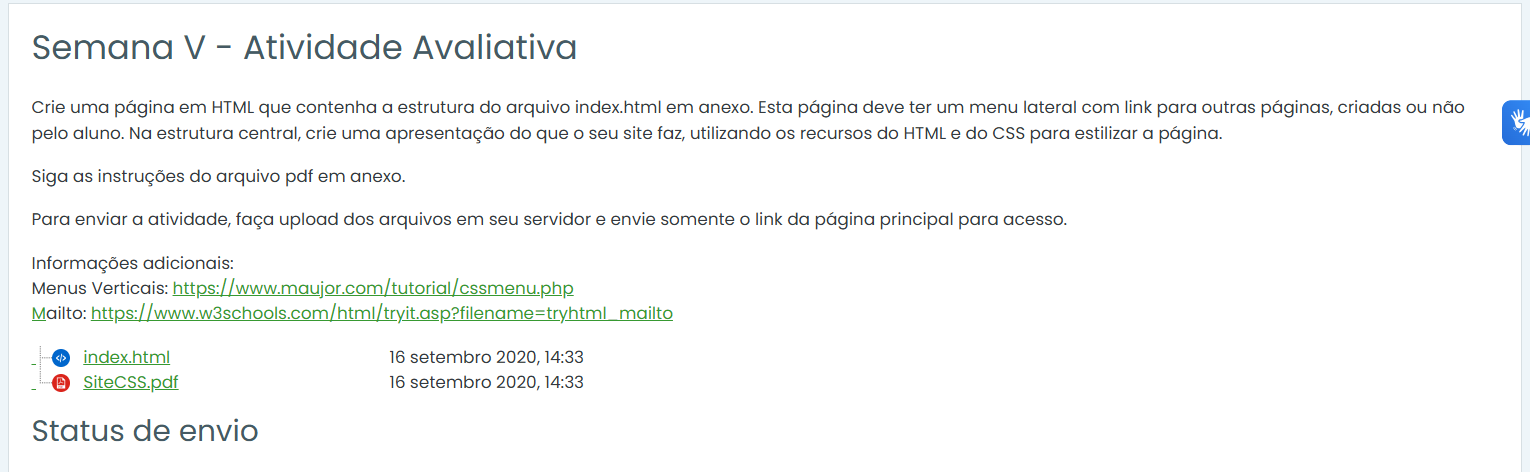 Semana V - Atividade Avaliativa
Crie uma página em HTML que contenha a estrutura do arquivo index.html em anexo. Esta página deve ter um menu lateral com link para outras páginas, criadas ou não
pelo aluno. Na estrutura central, crie uma apresentação do que o seu site faz, utilizando os recursos do HTML e do CSS para estilizar a página.
Siga as instruções do arquivo pdf em anexo.
Para enviar a atividade, faça upload dos arquivos em seu servidor e envie somente o link da página principal para acesso.
Informações adicionais:
Menus Verticais: https://www.maujor.com/tutorial/cssmenu.php
Mailto: https://www.w3schools.com/html/tryit.asp?filename=tryhtml_mailto
index.html 16 setembro 2020, 14:33
SiteCSS.pdf 16 setembro 2020, 14:33
Status de envio